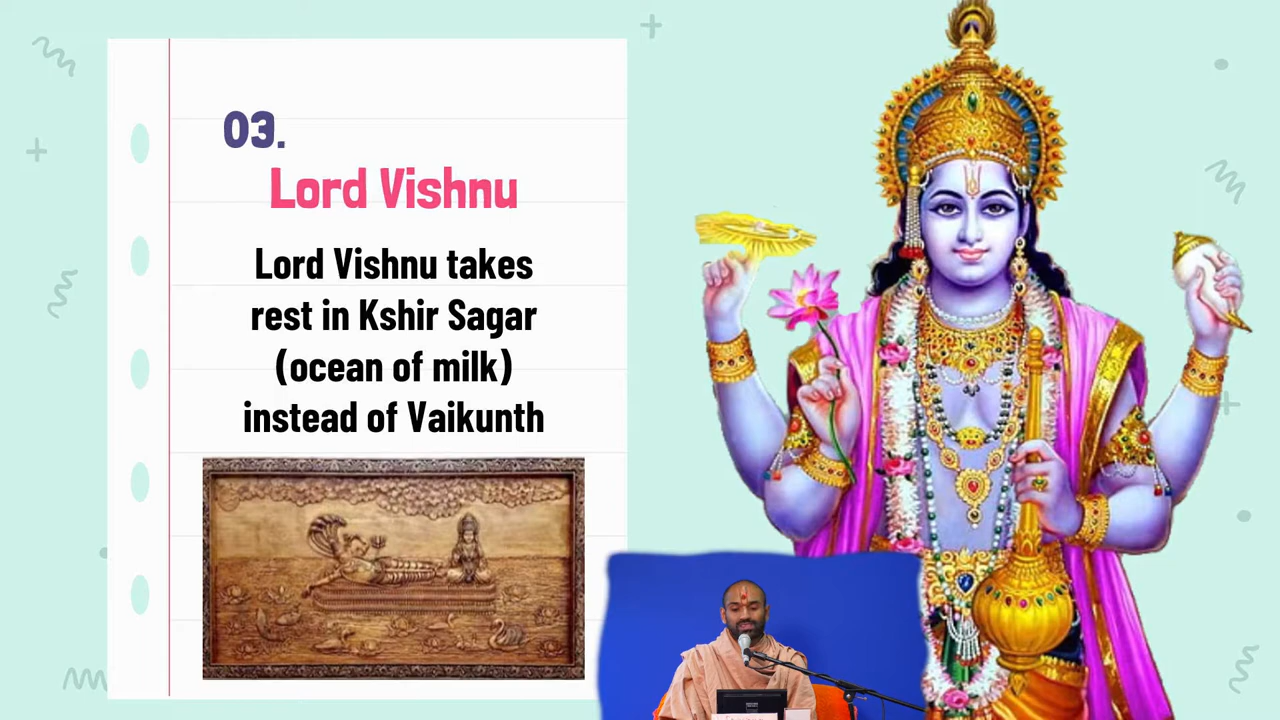 03.
Lord Vishnu
Lord Vishnu takes
rest in Kshir Sagar
(ocean of milk)
instead of Vaikunth